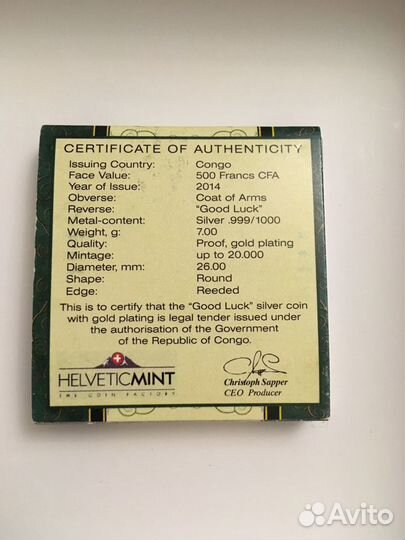 CERTIFICATE OF AUTHENTICITY
Issuing Country: Congo
Face Value: 500 Francs CFA
Year of Issue: 2014
Obverse: Coat of Arms
Reverse: "Good Luck"
Metal-content: Silver .999/1000
Weight, g: 7.00
Quality: Proof, gold plating
Mintage: up to 20.000
Diameter, mm: 26.00
Shape: Round
Edge: Reeded
This is to certify that the "Good Luck" silver coin
with gold plating is legal tender issued under
the authorisation of the Government
of the Republic of Congo.
HELVETICMINT
THE COIN FACTORY
Christoph Sapper
CEO Producer
Avito